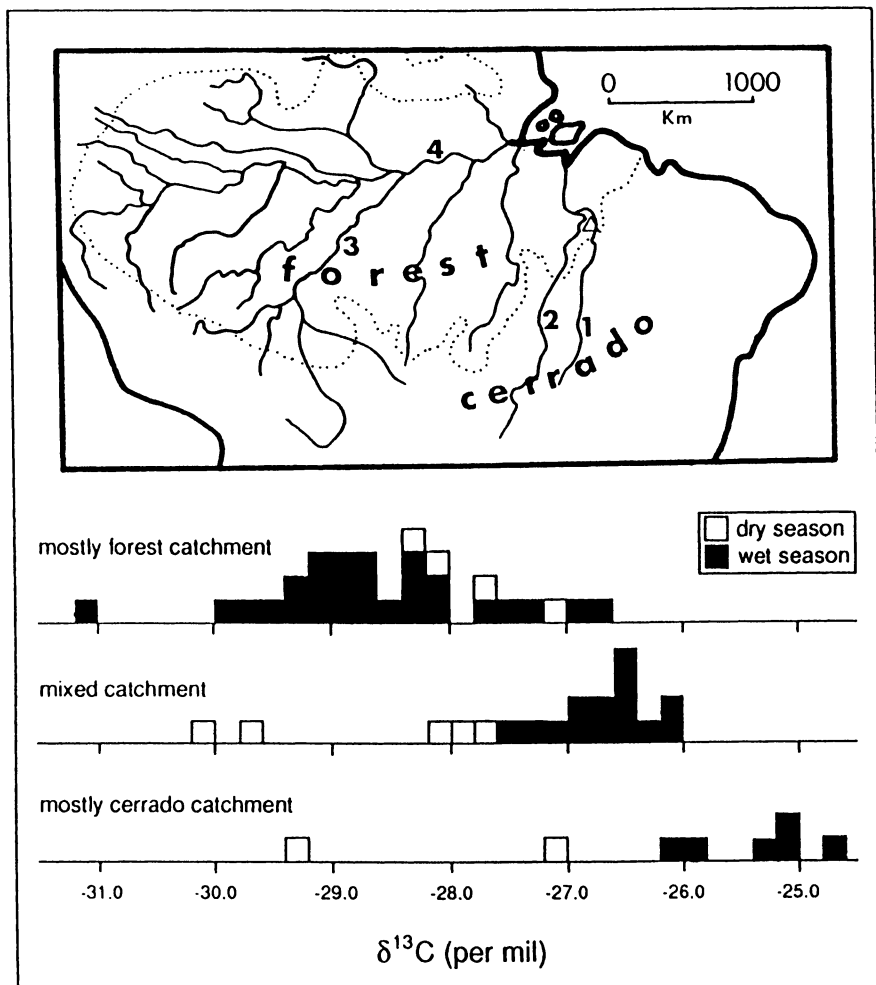 0 1000
Km
4
3
forest
2 1
cerrado
dry season
wet season
mostly forest catchment
mixed catchment
mostly cerrado catchment
-31.0 -30.0 -29.0 -28.0 -27.0 -26.0 -25.0
δ¹³C (per mil)